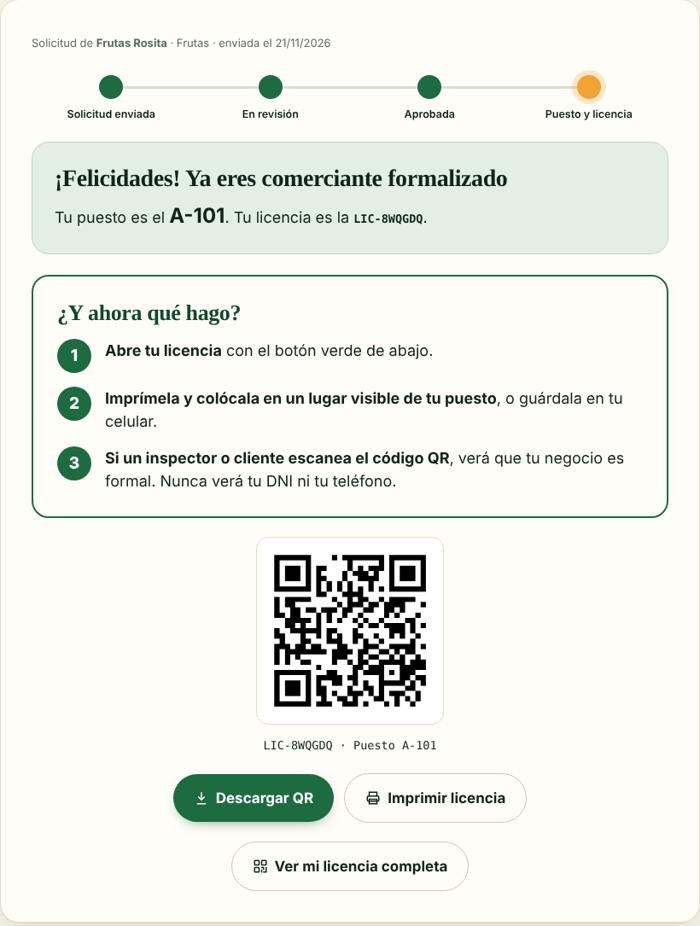 Solicitud de Frutas Rosita · Frutas · enviada el 21/11/2026
Solicitud enviada
En revisión
Aprobada
Puesto y licencia
¡Felicidades! Ya eres comerciante formalizado
Tu puesto es el A-101. Tu licencia es la LIC-8WQGDQ.
¿Y ahora qué hago?
1 Abre tu licencia con el botón verde de abajo.
2 Imprímela y colócala en un lugar visible de tu puesto, o guárdala en tu
celular.
3 Si un inspector o cliente escanea el código QR, verá que tu negocio es
formal. Nunca verá tu DNI ni tu teléfono.
LIC-8WQGDQ · Puesto A-101
Descargar QR
Imprimir licencia
Ver mi licencia completa